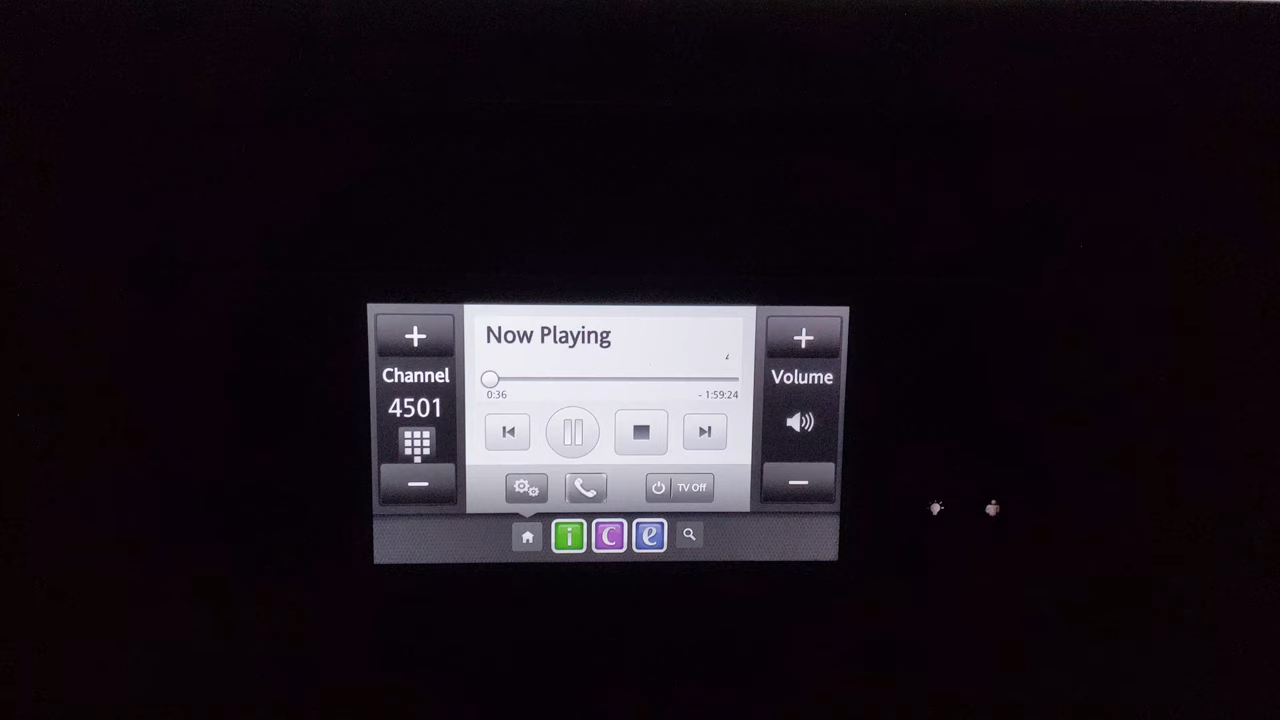 Now Playing
Channel
4501
0:36
- 1:59:24
Volume
TV Off
i
C
e